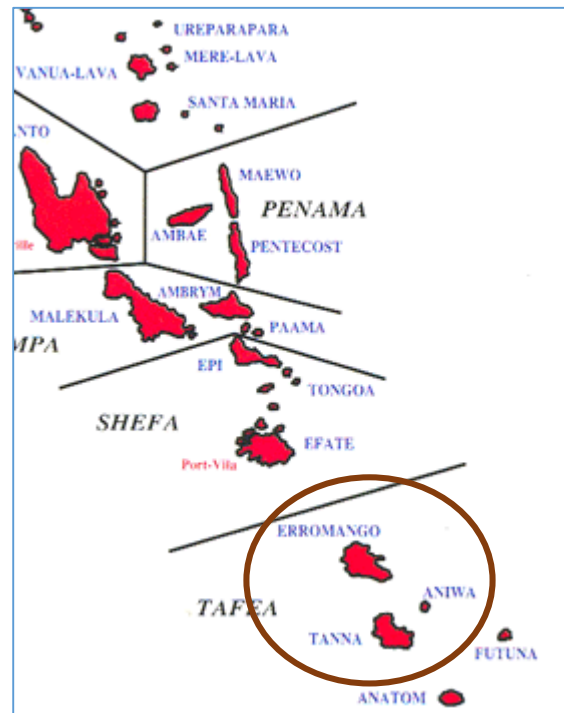 UREPARAPARA
MERE-LAVA
VANUA-LAVA
SANTA MARIA
NTO
MAEWO
PENAMA
AMBAE
PENTECOST
ville
AMBRYM
MALEKULA
PAAMA
MPA
EPI
TONGOA
SHEFA
EFATE
Port-Vila
ERROMANGO
ANIWA
TAFEA
TANNA
FUTUNA
ANATOM